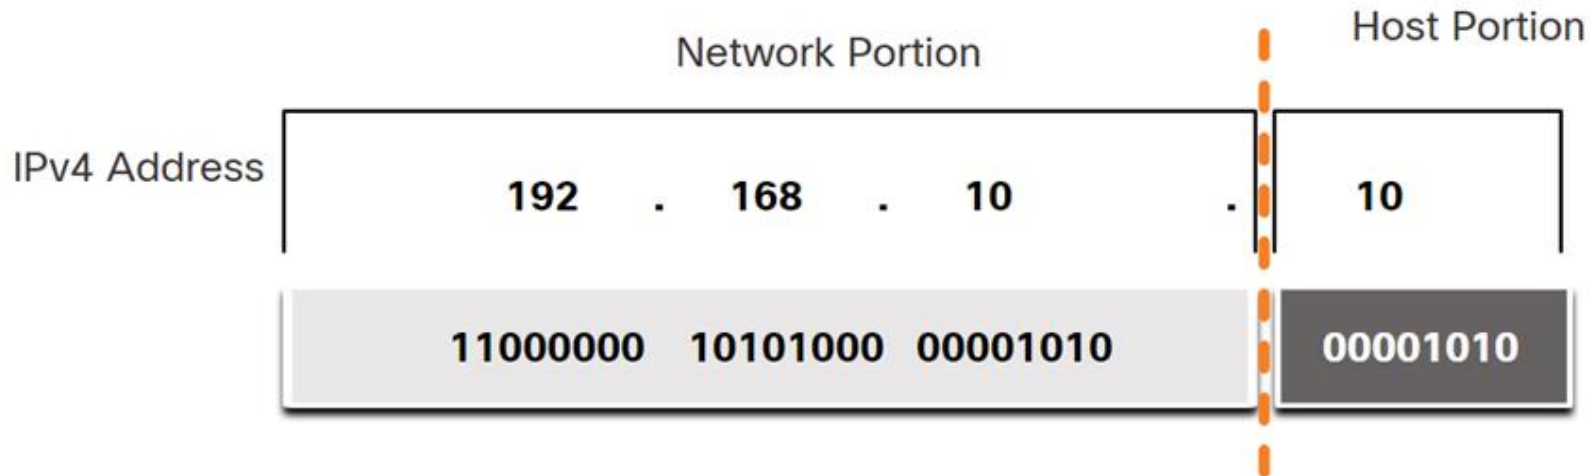 Network Portion
Host Portion
IPv4 Address
192 . 168 . 10 . 10
11000000 10101000 00001010 00001010